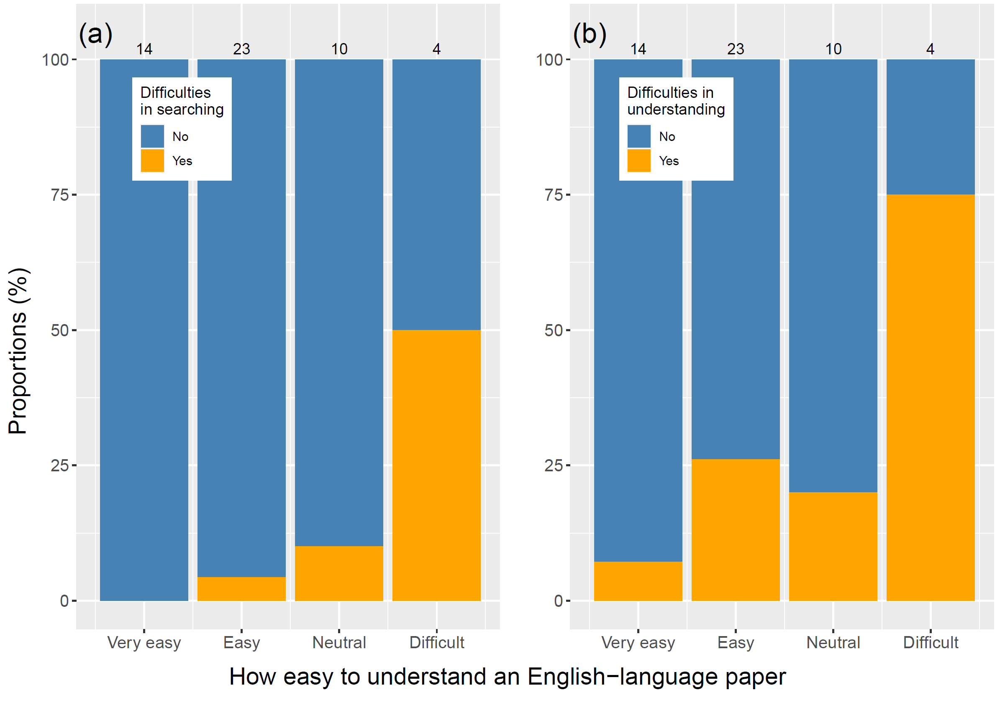 (a)
14 23 10 4
Difficulties
in searching
No
Yes
100
75
50
25
0
Very easy Easy Neutral Difficult
(b)
14 23 10 4
Difficulties in
understanding
No
Yes
100
75
50
25
0
Very easy Easy Neutral Difficult
Proportions (%)
How easy to understand an English−language paper